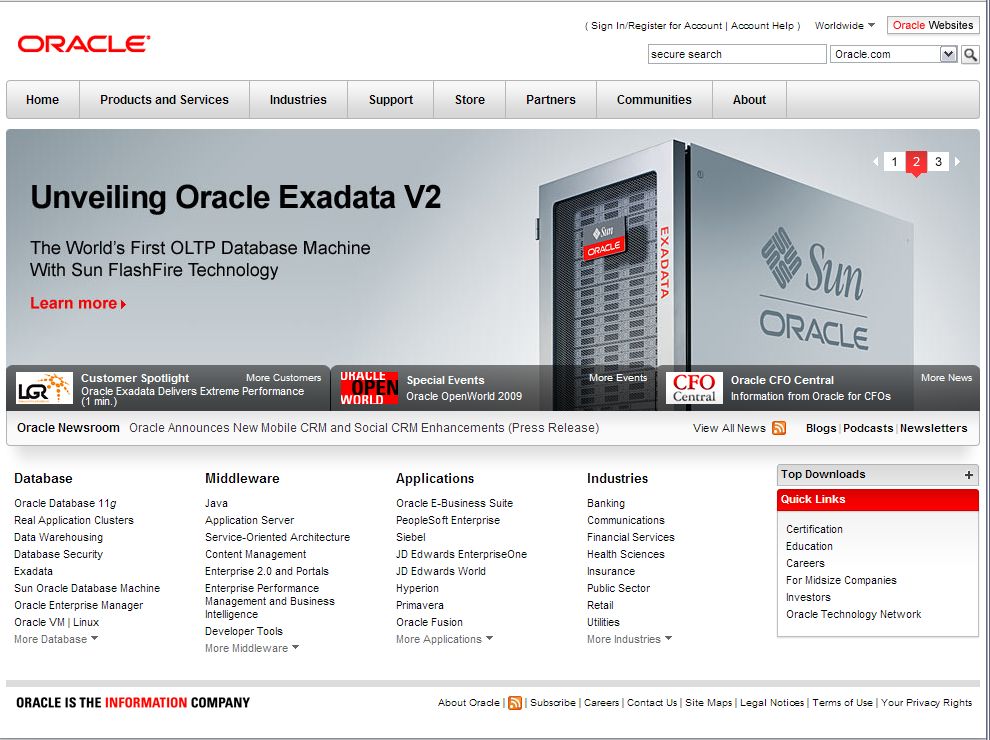 ( Sign In/Register for Account | Account Help ) Worldwide Oracle Websites
ORACLE
secure search Oracle.com
Home Products and Services Industries Support Store Partners Communities About
1 2 3
Unveiling Oracle Exadata V2
The World's First OLTP Database Machine
With Sun FlashFire Technology
Learn more
Sun
ORACLE
EXADATA
Sun
ORACLE
LGR
Customer Spotlight More Customers
Oracle Exadata Delivers Extreme Performance
(1 min.)
ORACLE
OPEN
WORLD
Special Events More Events
Oracle OpenWorld 2009
CFO
Central
Oracle CFO Central More News
Information from Oracle for CFOs
Oracle Newsroom Oracle Announces New Mobile CRM and Social CRM Enhancements (Press Release) View All News Blogs | Podcasts | Newsletters
Database
Oracle Database 11g
Real Application Clusters
Data Warehousing
Database Security
Exadata
Sun Oracle Database Machine
Oracle Enterprise Manager
Oracle VM | Linux
More Database
Middleware
Java
Application Server
Service-Oriented Architecture
Content Management
Enterprise 2.0 and Portals
Enterprise Performance
Management and Business
Intelligence
Developer Tools
More Middleware
Applications
Oracle E-Business Suite
PeopleSoft Enterprise
Siebel
JD Edwards EnterpriseOne
JD Edwards World
Hyperion
Primavera
Oracle Fusion
More Applications
Industries
Banking
Communications
Financial Services
Health Sciences
Insurance
Public Sector
Retail
Utilities
More Industries
Top Downloads +
Quick Links
Certification
Education
Careers
For Midsize Companies
Investors
Oracle Technology Network
ORACLE IS THE INFORMATION COMPANY
About Oracle | | Subscribe | Careers | Contact Us | Site Maps | Legal Notices | Terms of Use | Your Privacy Rights